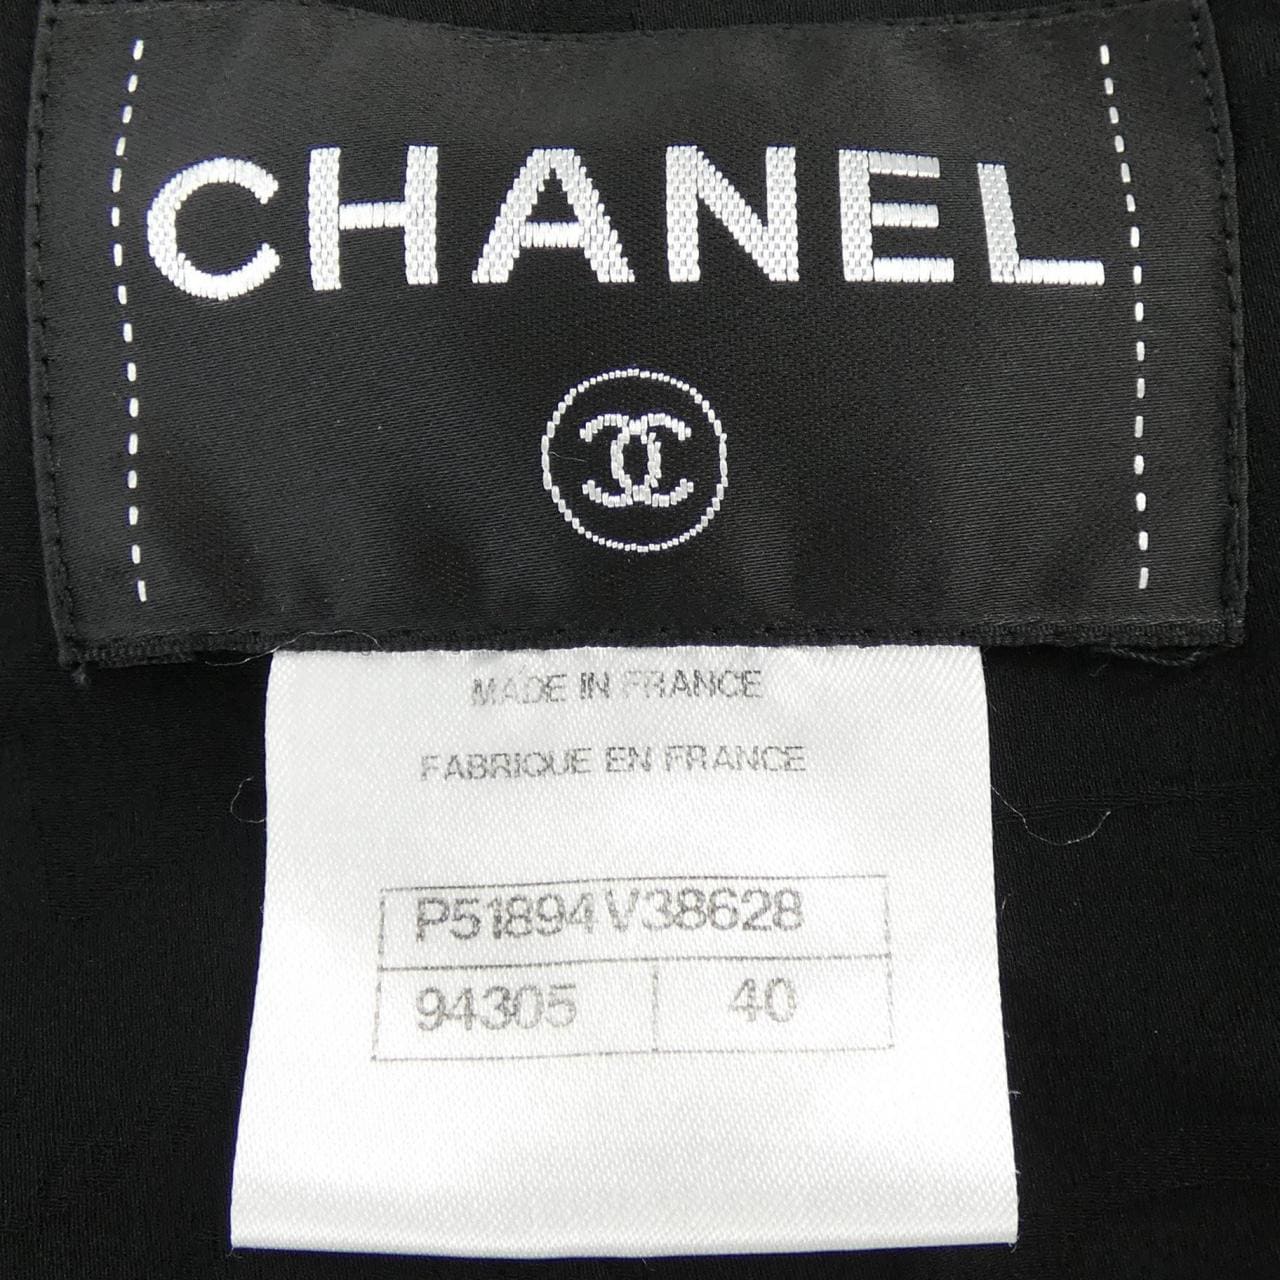 CHANEL
MADE IN FRANCE
FABRIQUE EN FRANCE
P51894V38628
94305 40